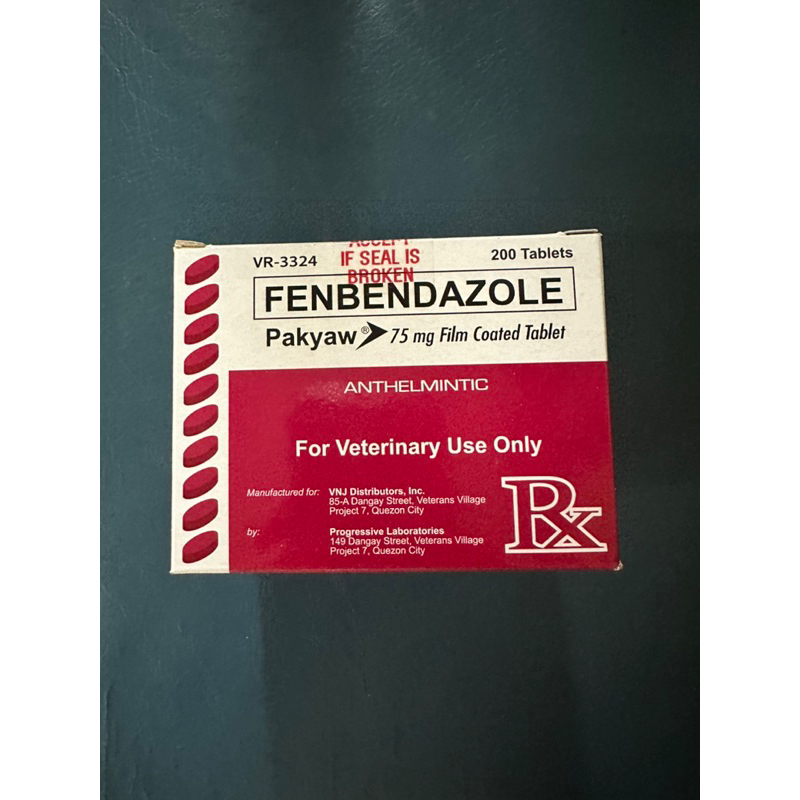 VR-3324
IF SEAL IS
BROKEN
200 Tablets
FENBENDAZOLE
Pakyaw® 75 mg Film Coated Tablet
ANTHELMINTIC
For Veterinary Use Only
Manufactured for: VNJ Distributors, Inc.
85-A Dangay Street, Veterans Village
Project 7, Quezon City
by: Progressive Laboratories
149 Dangay Street, Veterans Village
Project 7, Quezon City
Rx